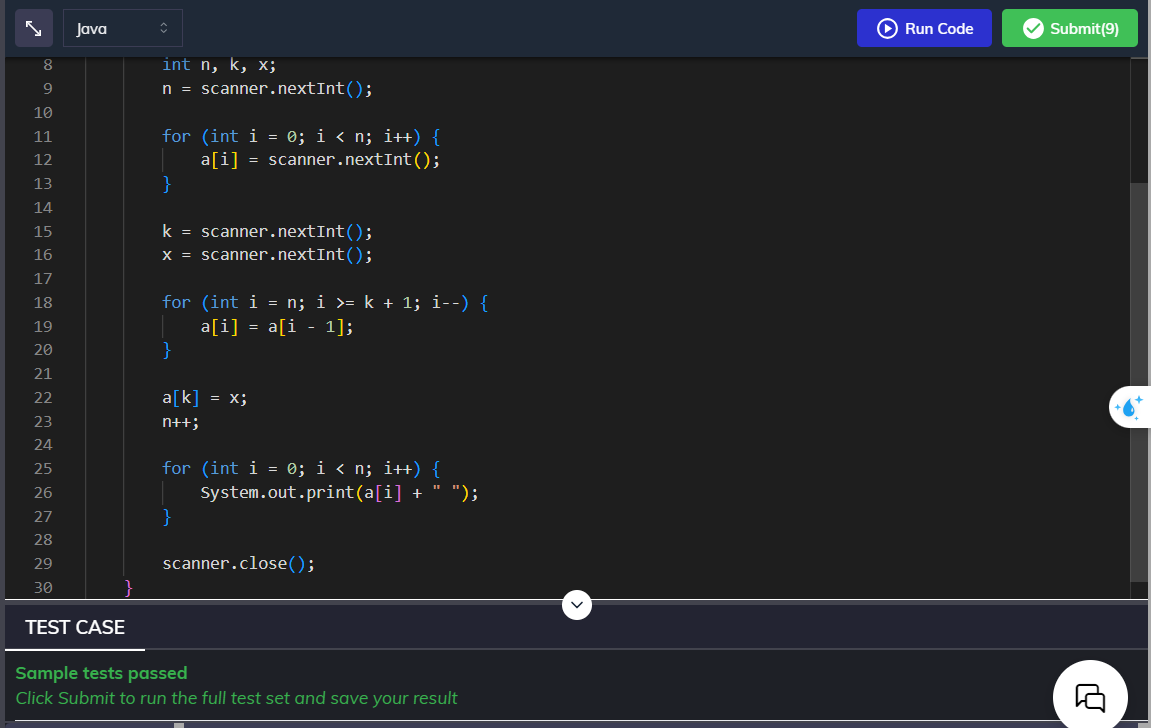 Java
Run Code
Submit(9)
8 int n, k, x;
9 n = scanner.nextInt();
10
11 for (int i = 0; i < n; i++) {
12 a[i] = scanner.nextInt();
13 }
14
15 k = scanner.nextInt();
16 x = scanner.nextInt();
17
18 for (int i = n; i >= k + 1; i--) {
19 a[i] = a[i - 1];
20 }
21
22 a[k] = x;
23 n++;
24
25 for (int i = 0; i < n; i++) {
26 System.out.print(a[i] + " ");
27 }
28
29 scanner.close();
30 }
TEST CASE
Sample tests passed
Click Submit to run the full test set and save your result